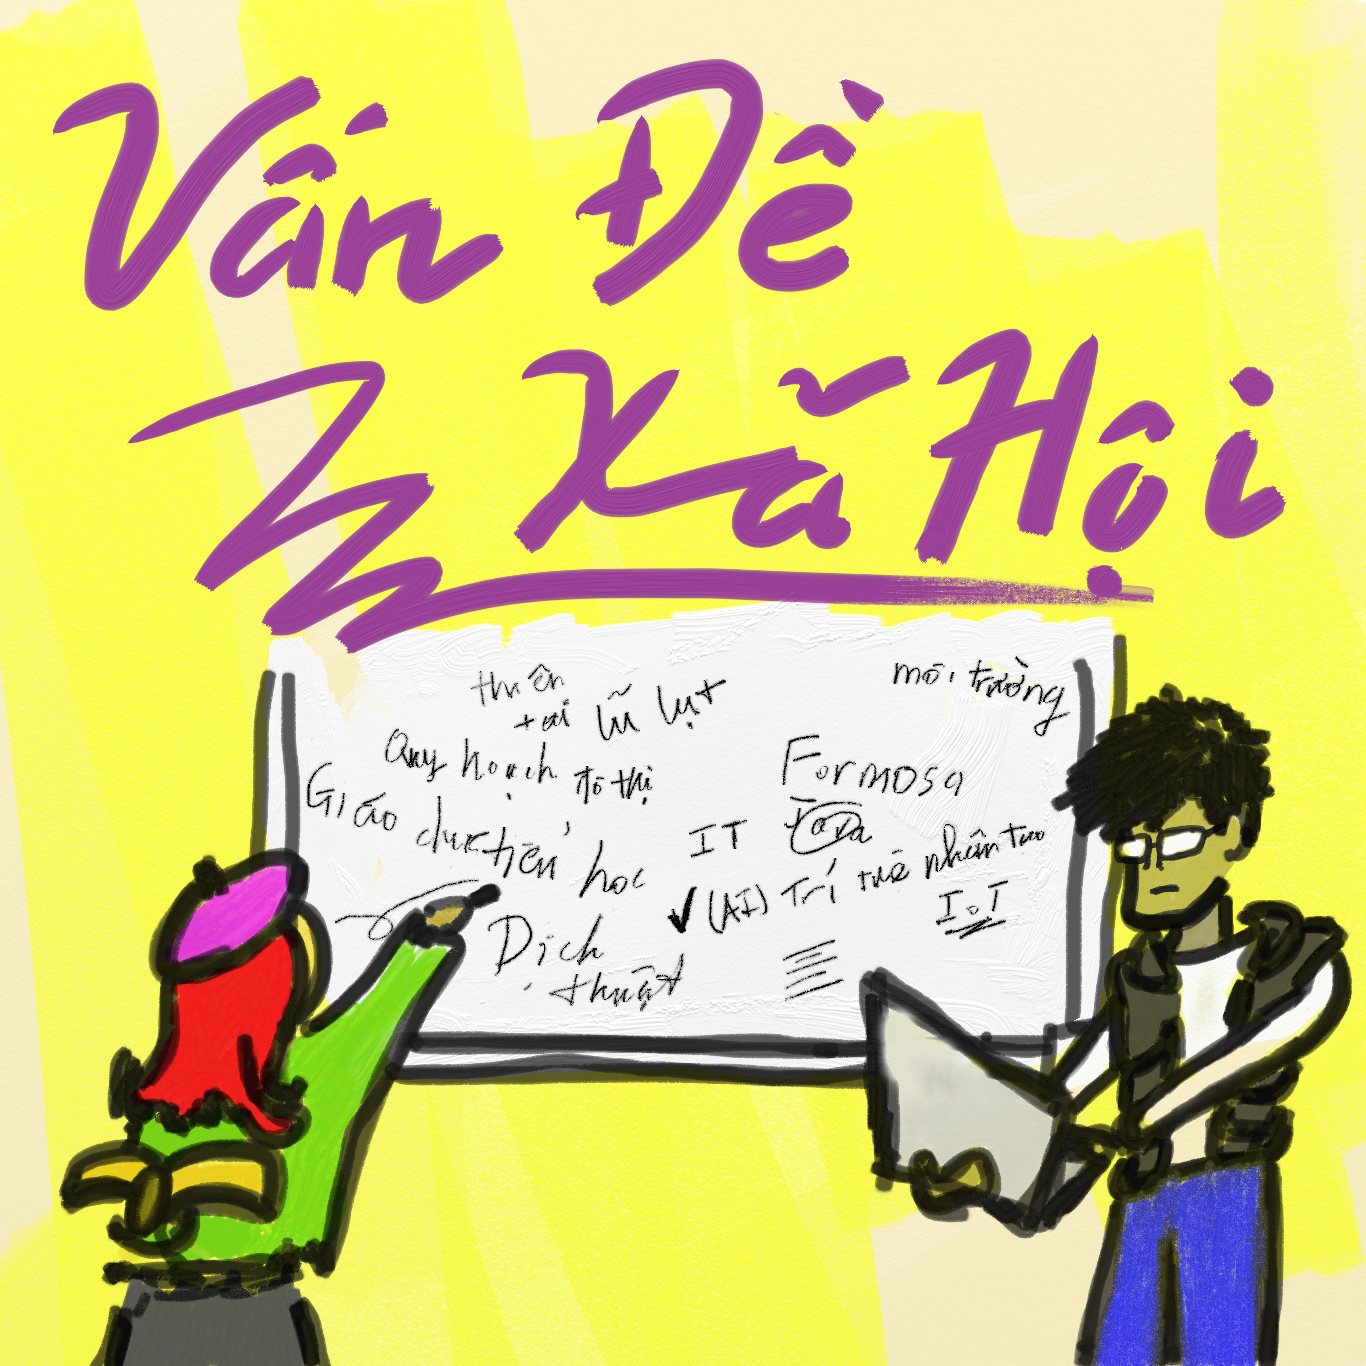 Vấn Đề
Xã Hội
thiên
tai
lũ lụt
môi trường
Quy hoạch đô thị
Formosa
Giáo dục
tiểu học
IT
✓ (AI) Trí tuệ nhân tạo
IoT
Dịch
thuật